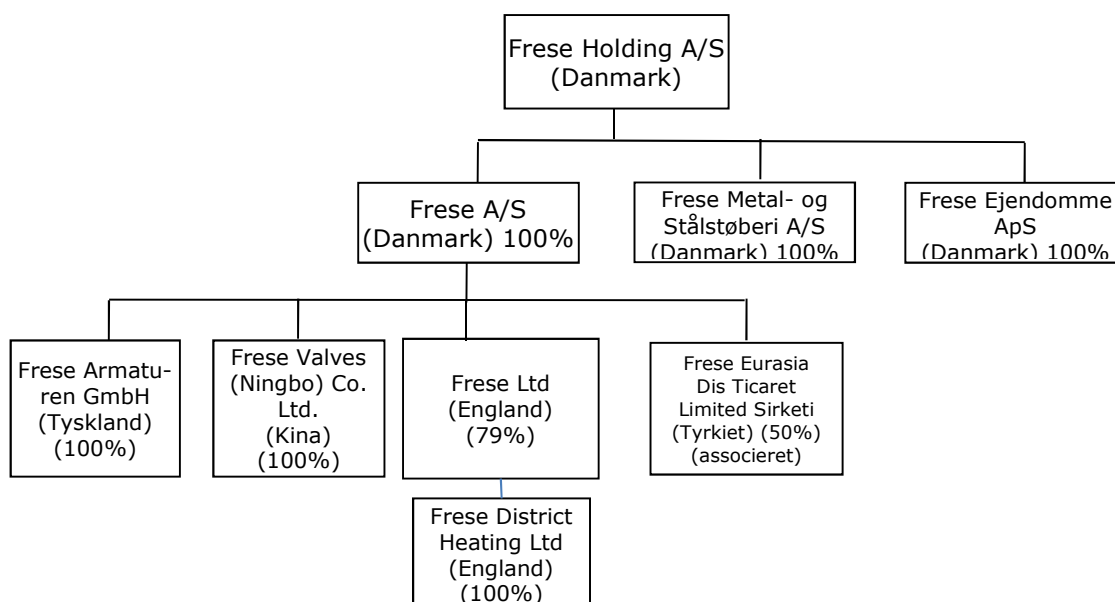 Frese Holding A/S
(Danmark)
Frese A/S
(Danmark) 100%
Frese Metal- og
Stålstøberi A/S
(Danmark) 100%
Frese Ejendomme
ApS
(Danmark) 100%
Frese Armatu-
ren GmbH
(Tyskland)
(100%)
Frese Valves
(Ningbo) Co.
Ltd.
(Kina)
(100%)
Frese Ltd
(England)
(79%)
Frese Eurasia
Dis Ticaret
Limited Sirketi
(Tyrkiet) (50%)
(associeret)
Frese District
Heating Ltd
(England)
(100%)